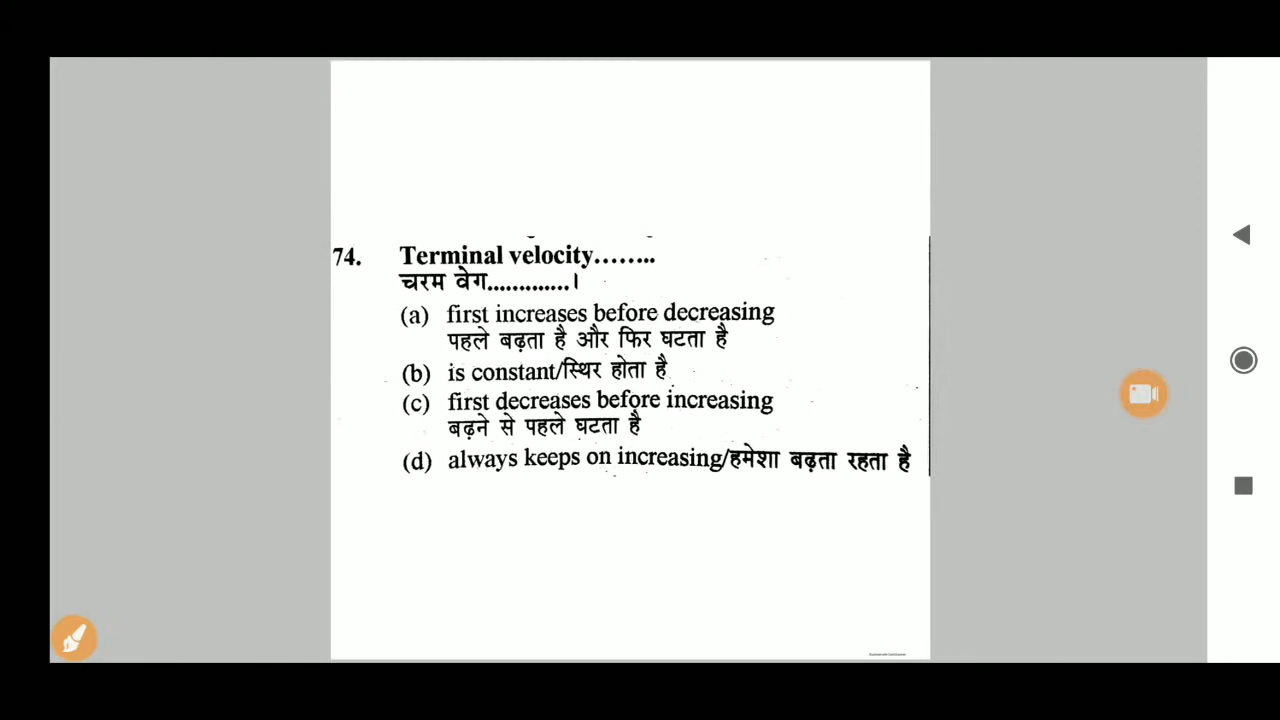 74. Terminal velocity........
चरम वेग.............।
(a) first increases before decreasing
पहले बढ़ता है और फिर घटता है
(b) is constant/स्थिर होता है
(c) first decreases before increasing
बढ़ने से पहले घटता है
(d) always keeps on increasing/हमेशा बढ़ता रहता है